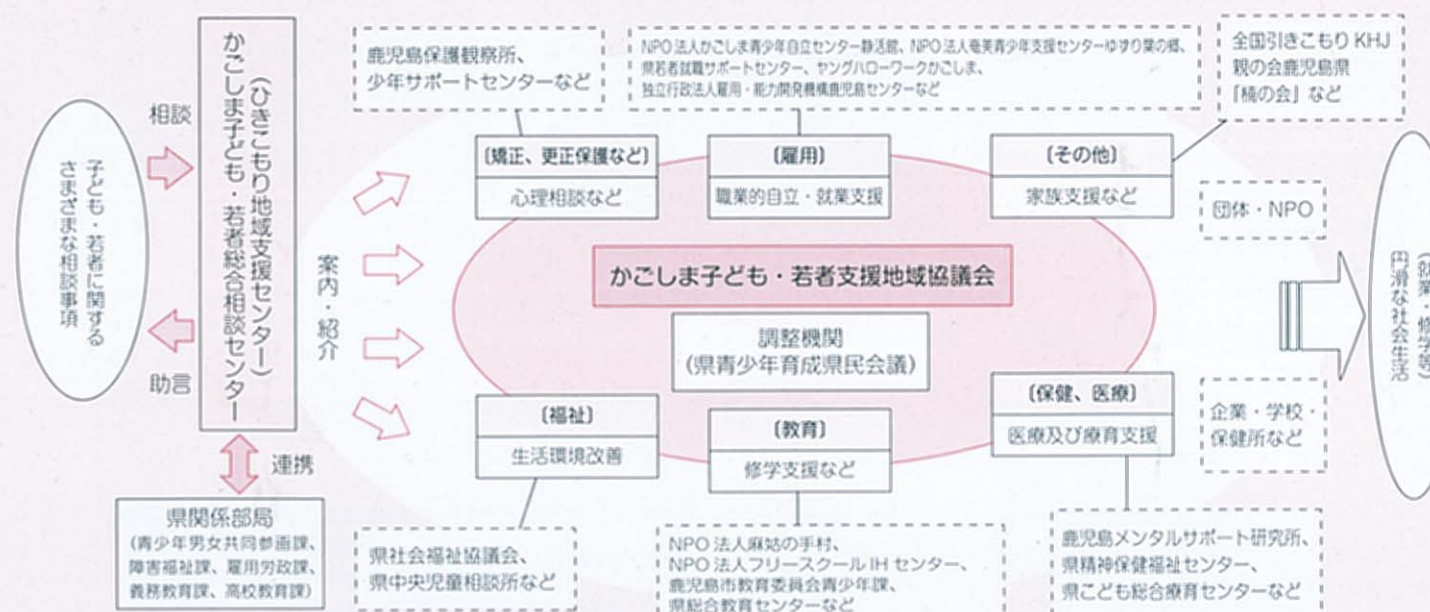 子ども・若者に関する
さまざまな相談事項
相談
助言
(ひきこもり地域支援センター)
かごしま子ども・若者総合相談センター
連携
県関係部局
(青少年男女共同参画課、
障害福祉課、雇用労政課、
義務教育課、高校教育課)
案内・紹介
鹿児島保護観察所、
少年サポートセンターなど
〔矯正、更正保護など〕
心理相談など
NPO法人かごしま青少年自立センター静活館、NPO法人奄美青少年支援センターゆずり葉の郷、
県若者就職サポートセンター、ヤングハローワークかごしま、
独立行政法人雇用・能力開発機構鹿児島センターなど
〔雇用〕
職業的自立・就業支援
全国引きこもりKHJ
親の会鹿児島県
「楠の会」など
〔その他〕
家族支援など
かごしま子ども・若者支援地域協議会
調整機関
(県青少年育成県民会議)
〔福祉〕
生活環境改善
県社会福祉協議会、
県中央児童相談所など
〔教育〕
修学支援など
NPO法人麻姑の手村、
NPO法人フリースクールIHセンター、
鹿児島市教育委員会青少年課、
県総合教育センターなど
〔保健、医療〕
医療及び療育支援
鹿児島メンタルサポート研究所、
県精神保健福祉センター、
県こども総合療育センターなど
団体・NPO
企業・学校・
保健所など
(就業・修学等)
円滑な社会生活